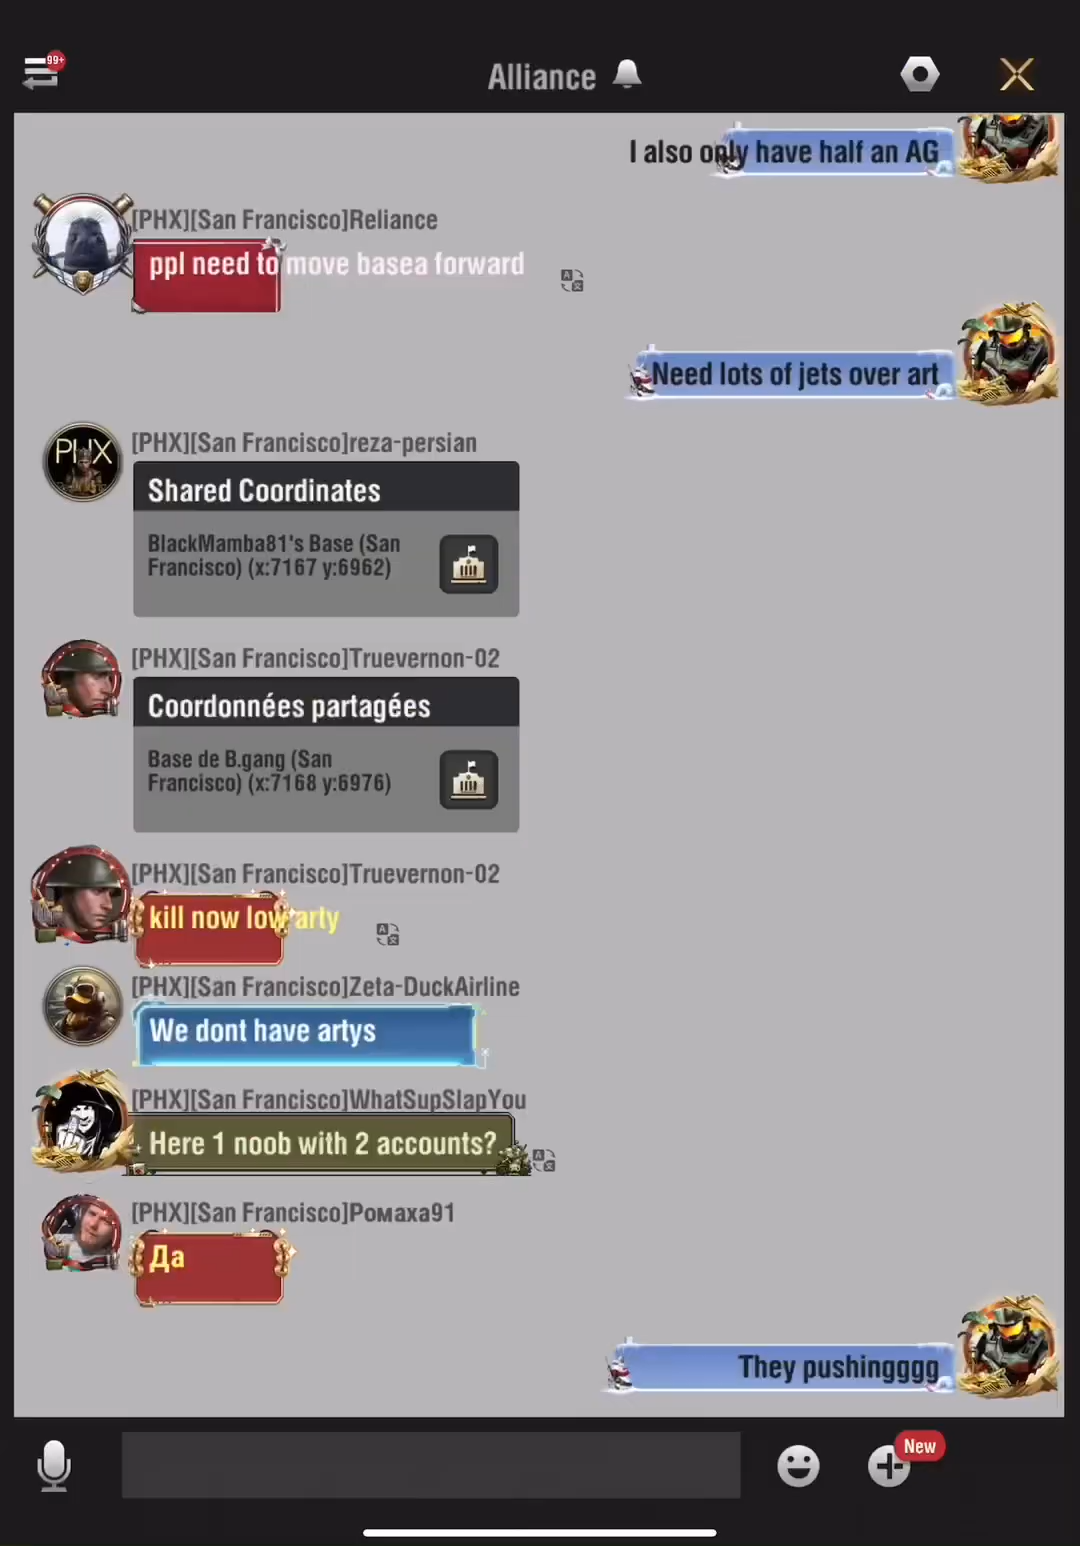 99+
Alliance
I also only have half an AG
[PHX][San Francisco]Reliance
ppl need to move basea forward
Need lots of jets over art
PHX
[PHX][San Francisco]reza-persian
Shared Coordinates
BlackMamba81's Base (San
Francisco) (x:7167 y:6962)
[PHX][San Francisco]Truevernon-02
Coordonnées partagées
Base de B.gang (San
Francisco) (x:7168 y:6976)
[PHX][San Francisco]Truevernon-02
kill now low arty
[PHX][San Francisco]Zeta-DuckAirline
We dont have artys
[PHX][San Francisco]WhatSupSlapYou
Here 1 noob with 2 accounts?
[PHX][San Francisco]Ромаха91
Да
They pushingggg
New